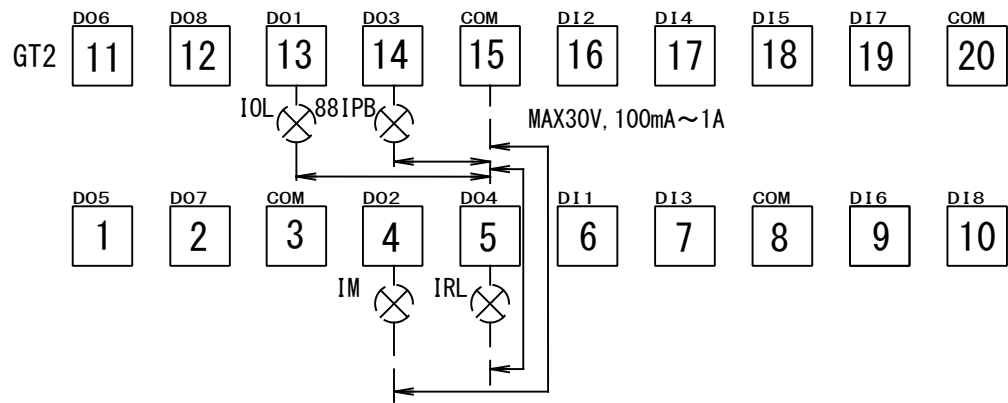 DO6 DO8 DO1 DO3 COM DI2 DI4 DI5 DI7 COM
GT2 11 12 13 14 15 16 17 18 19 20
IOL 88IPB
MAX30V, 100mA～1A
DO5 DO7 COM DO2 DO4 DI1 DI3 COM DI6 DI8
1 2 3 4 5 6 7 8 9 10
IM IRL